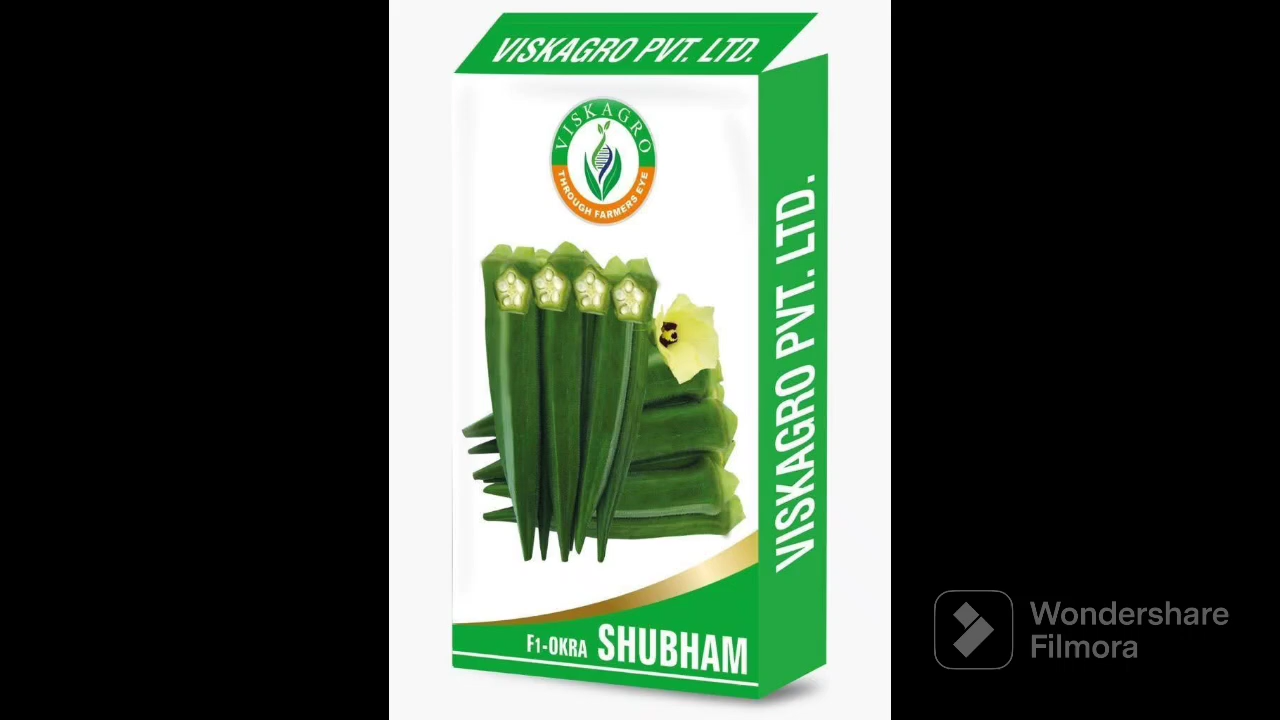 VISKAGRO PVT. LTD.
VISKAGRO
THROUGH FARMERS EYE
VISKAGRO PVT. LTD.
F1-OKRA SHUBHAM
Wondershare
Filmora